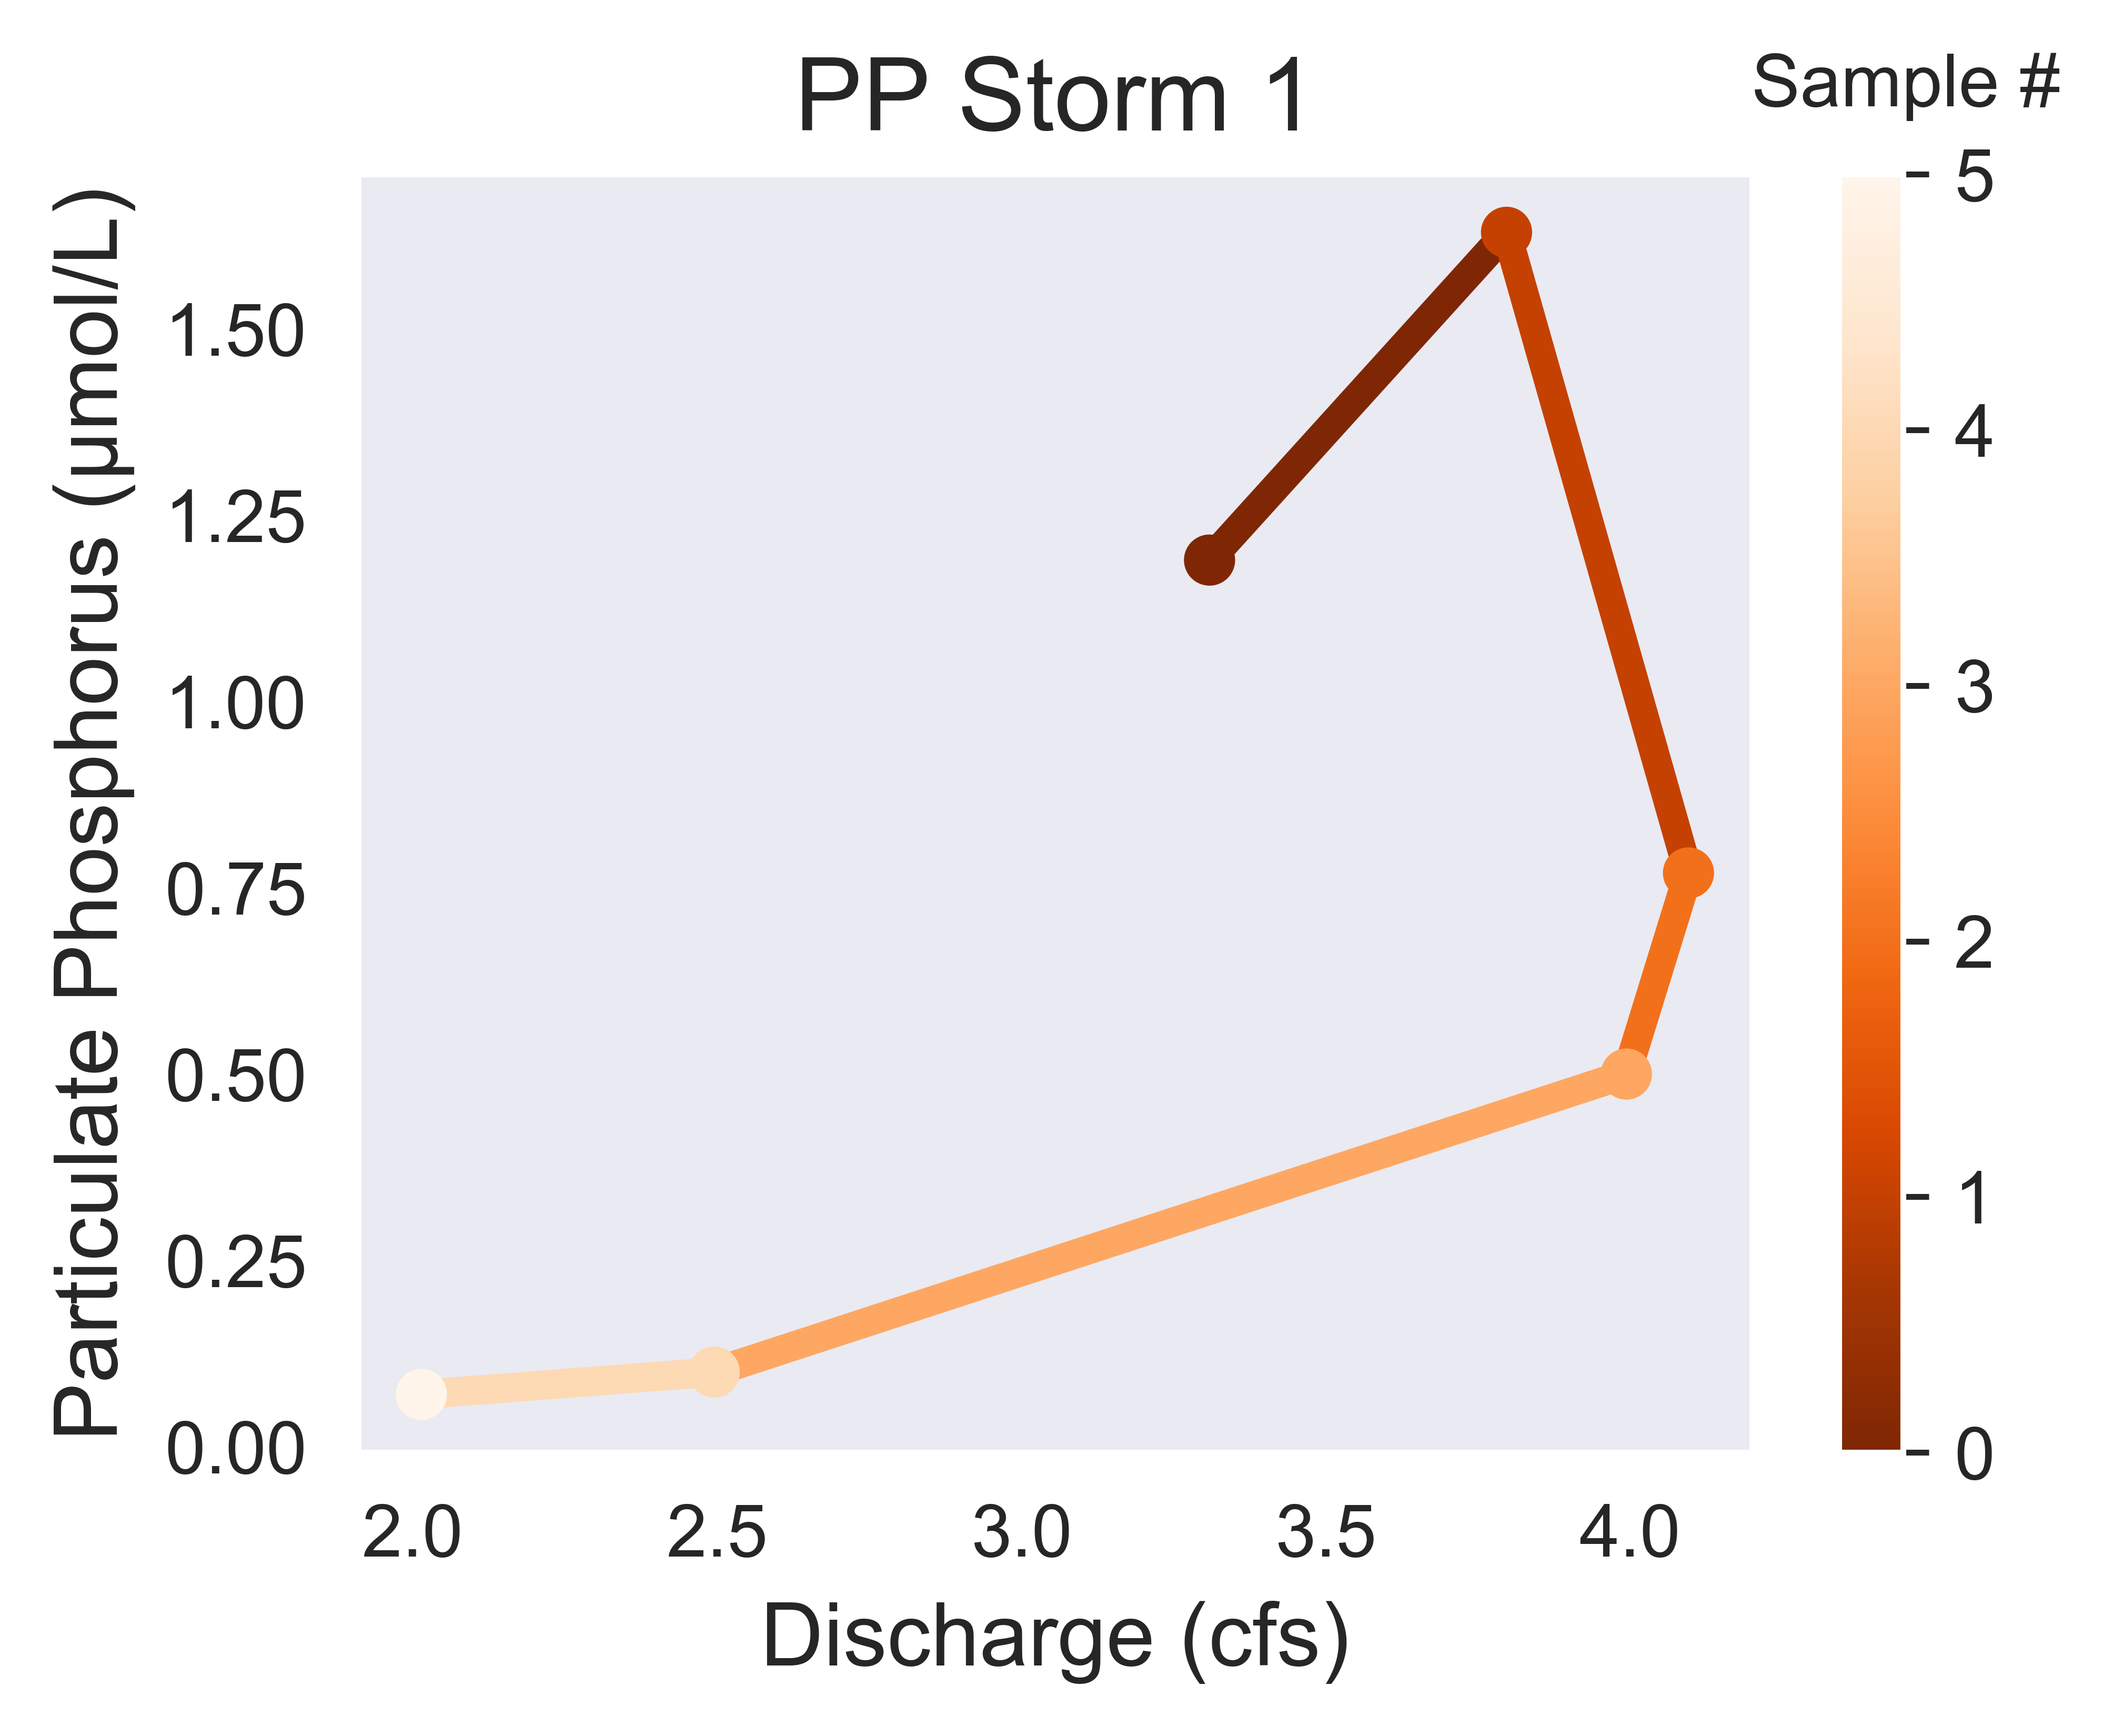 PP Storm 1
Sample #
Particulate Phosphorus (µmol/L)
1.50
1.25
1.00
0.75
0.50
0.25
0.00
2.0 2.5 3.0 3.5 4.0
Discharge (cfs)
5
4
3
2
1
0